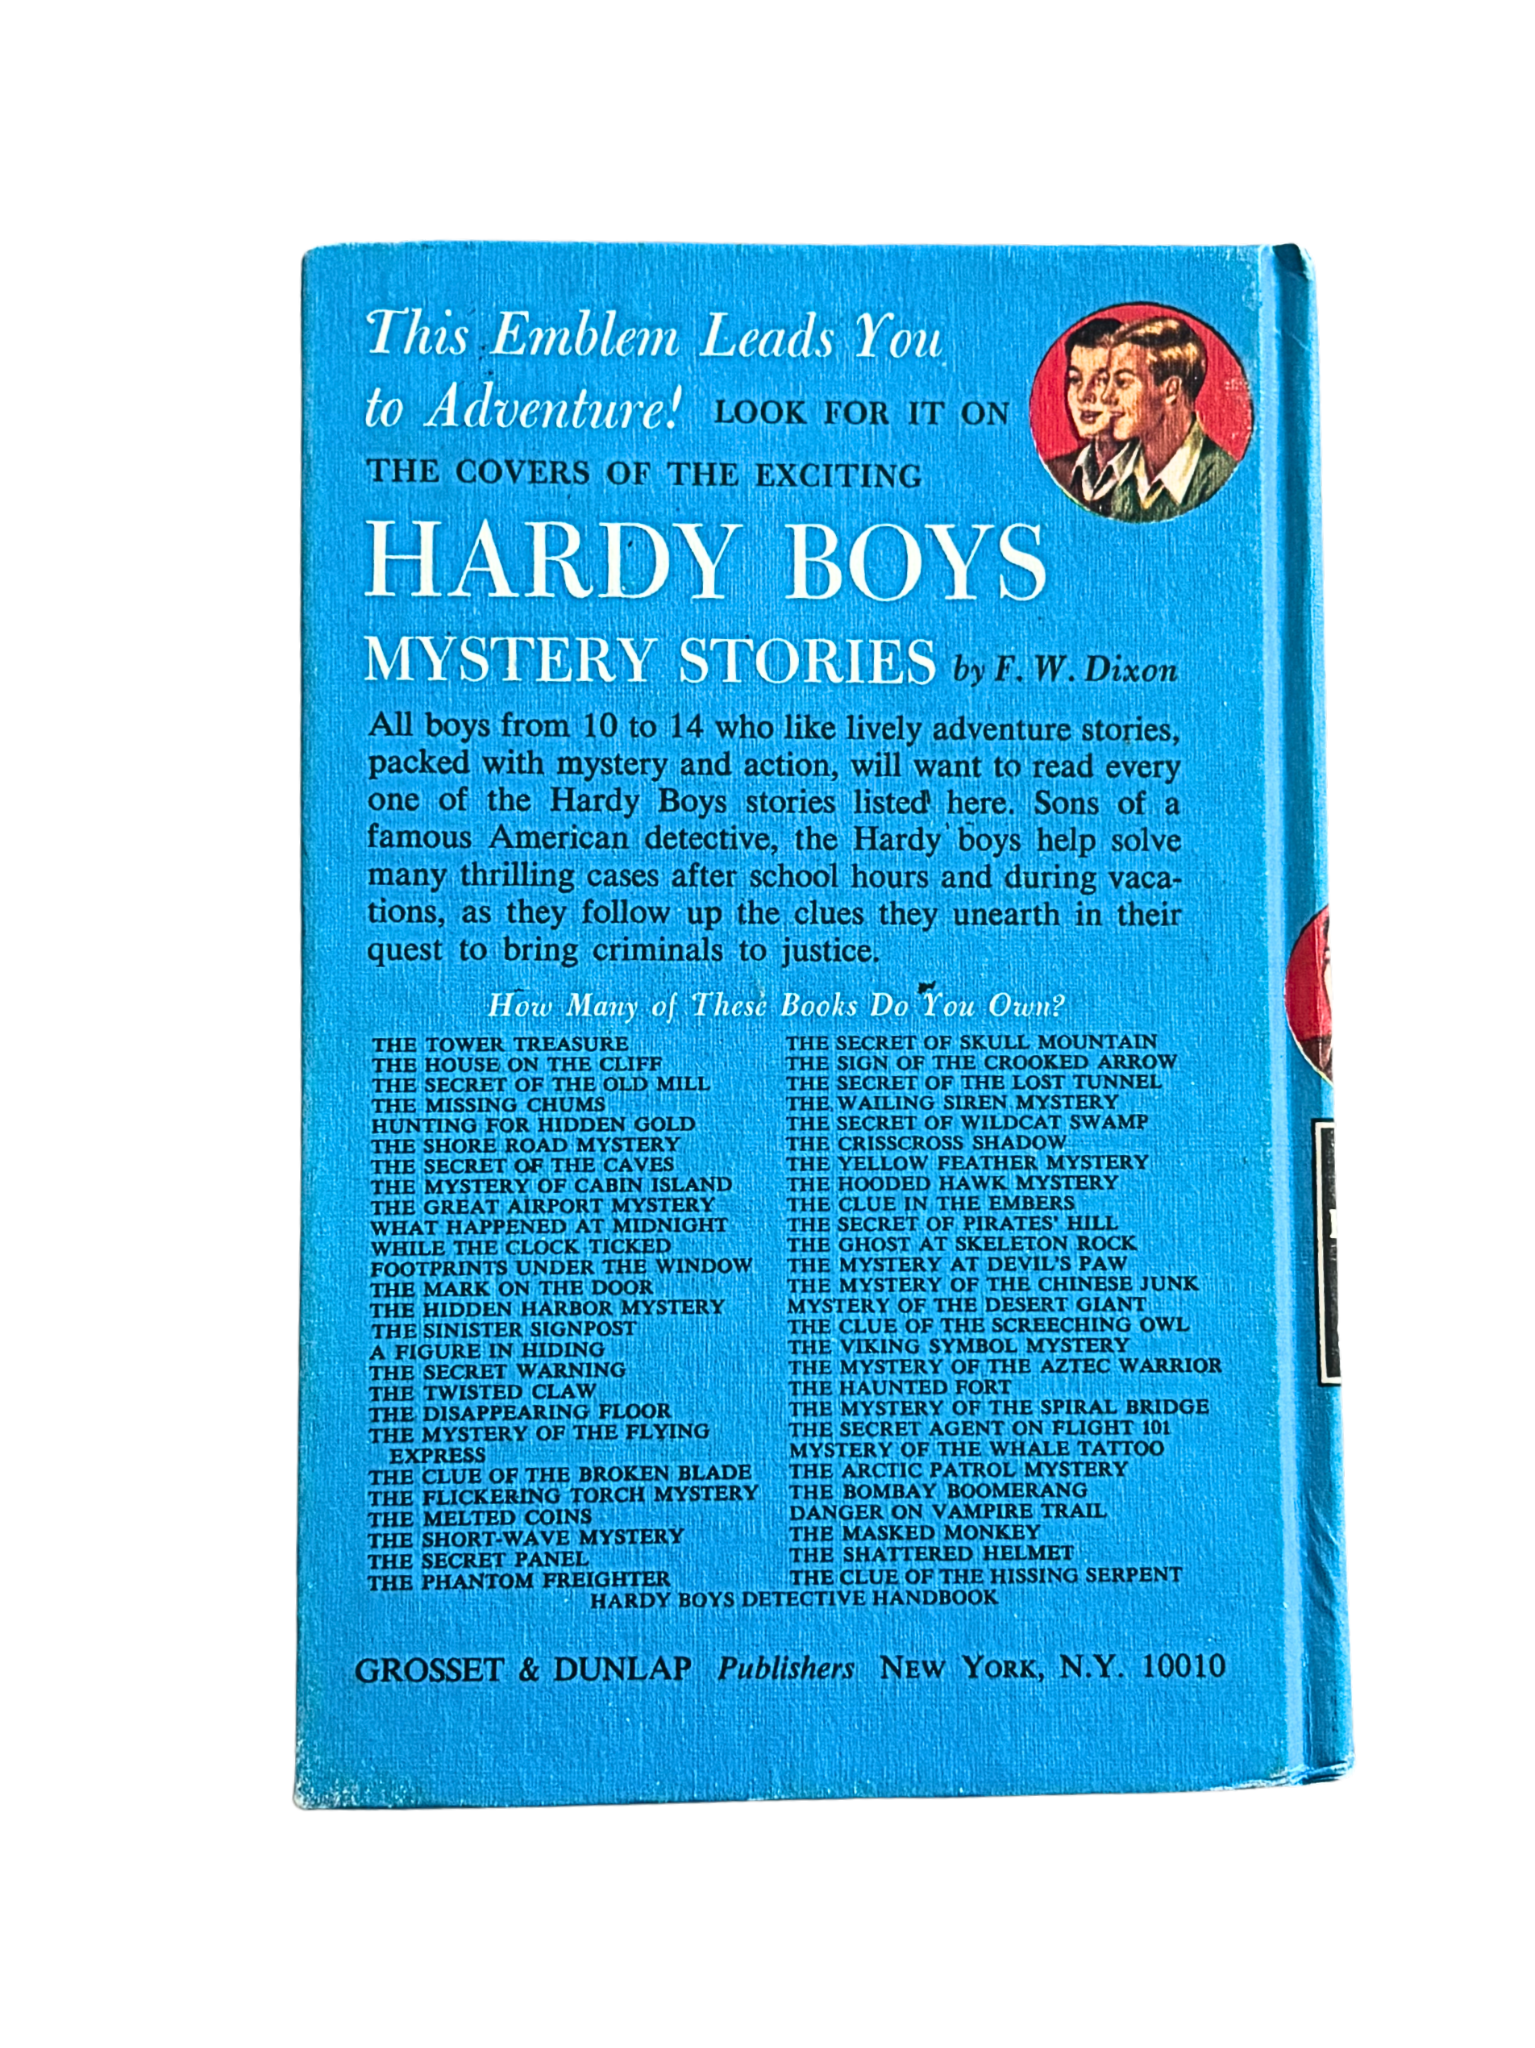 This Emblem Leads You
to Adventure! LOOK FOR IT ON
THE COVERS OF THE EXCITING
HARDY BOYS
MYSTERY STORIES by F. W. Dixon
All boys from 10 to 14 who like lively adventure stories,
packed with mystery and action, will want to read every
one of the Hardy Boys stories listed here. Sons of a
famous American detective, the Hardy boys help solve
many thrilling cases after school hours and during vaca-
tions, as they follow up the clues they unearth in their
quest to bring criminals to justice.
How Many of These Books Do You Own?
THE TOWER TREASURE
THE HOUSE ON THE CLIFF
THE SECRET OF THE OLD MILL
THE MISSING CHUMS
HUNTING FOR HIDDEN GOLD
THE SHORE ROAD MYSTERY
THE SECRET OF THE CAVES
THE MYSTERY OF CABIN ISLAND
THE GREAT AIRPORT MYSTERY
WHAT HAPPENED AT MIDNIGHT
WHILE THE CLOCK TICKED
FOOTPRINTS UNDER THE WINDOW
THE MARK ON THE DOOR
THE HIDDEN HARBOR MYSTERY
THE SINISTER SIGNPOST
A FIGURE IN HIDING
THE SECRET WARNING
THE TWISTED CLAW
THE DISAPPEARING FLOOR
THE MYSTERY OF THE FLYING
EXPRESS
THE CLUE OF THE BROKEN BLADE
THE FLICKERING TORCH MYSTERY
THE MELTED COINS
THE SHORT-WAVE MYSTERY
THE SECRET PANEL
THE PHANTOM FREIGHTER
THE SECRET OF SKULL MOUNTAIN
THE SIGN OF THE CROOKED ARROW
THE SECRET OF THE LOST TUNNEL
THE WAILING SIREN MYSTERY
THE SECRET OF WILDCAT SWAMP
THE CRISSCROSS SHADOW
THE YELLOW FEATHER MYSTERY
THE HOODED HAWK MYSTERY
THE CLUE IN THE EMBERS
THE SECRET OF PIRATES' HILL
THE GHOST AT SKELETON ROCK
THE MYSTERY AT DEVIL'S PAW
THE MYSTERY OF THE CHINESE JUNK
MYSTERY OF THE DESERT GIANT
THE CLUE OF THE SCREECHING OWL
THE VIKING SYMBOL MYSTERY
THE MYSTERY OF THE AZTEC WARRIOR
THE HAUNTED FORT
THE MYSTERY OF THE SPIRAL BRIDGE
THE SECRET AGENT ON FLIGHT 101
MYSTERY OF THE WHALE TATTOO
THE ARCTIC PATROL MYSTERY
THE BOMBAY BOOMERANG
DANGER ON VAMPIRE TRAIL
THE MASKED MONKEY
THE SHATTERED HELMET
THE CLUE OF THE HISSING SERPENT
HARDY BOYS DETECTIVE HANDBOOK
GROSSET & DUNLAP Publishers NEW YORK, N.Y. 10010